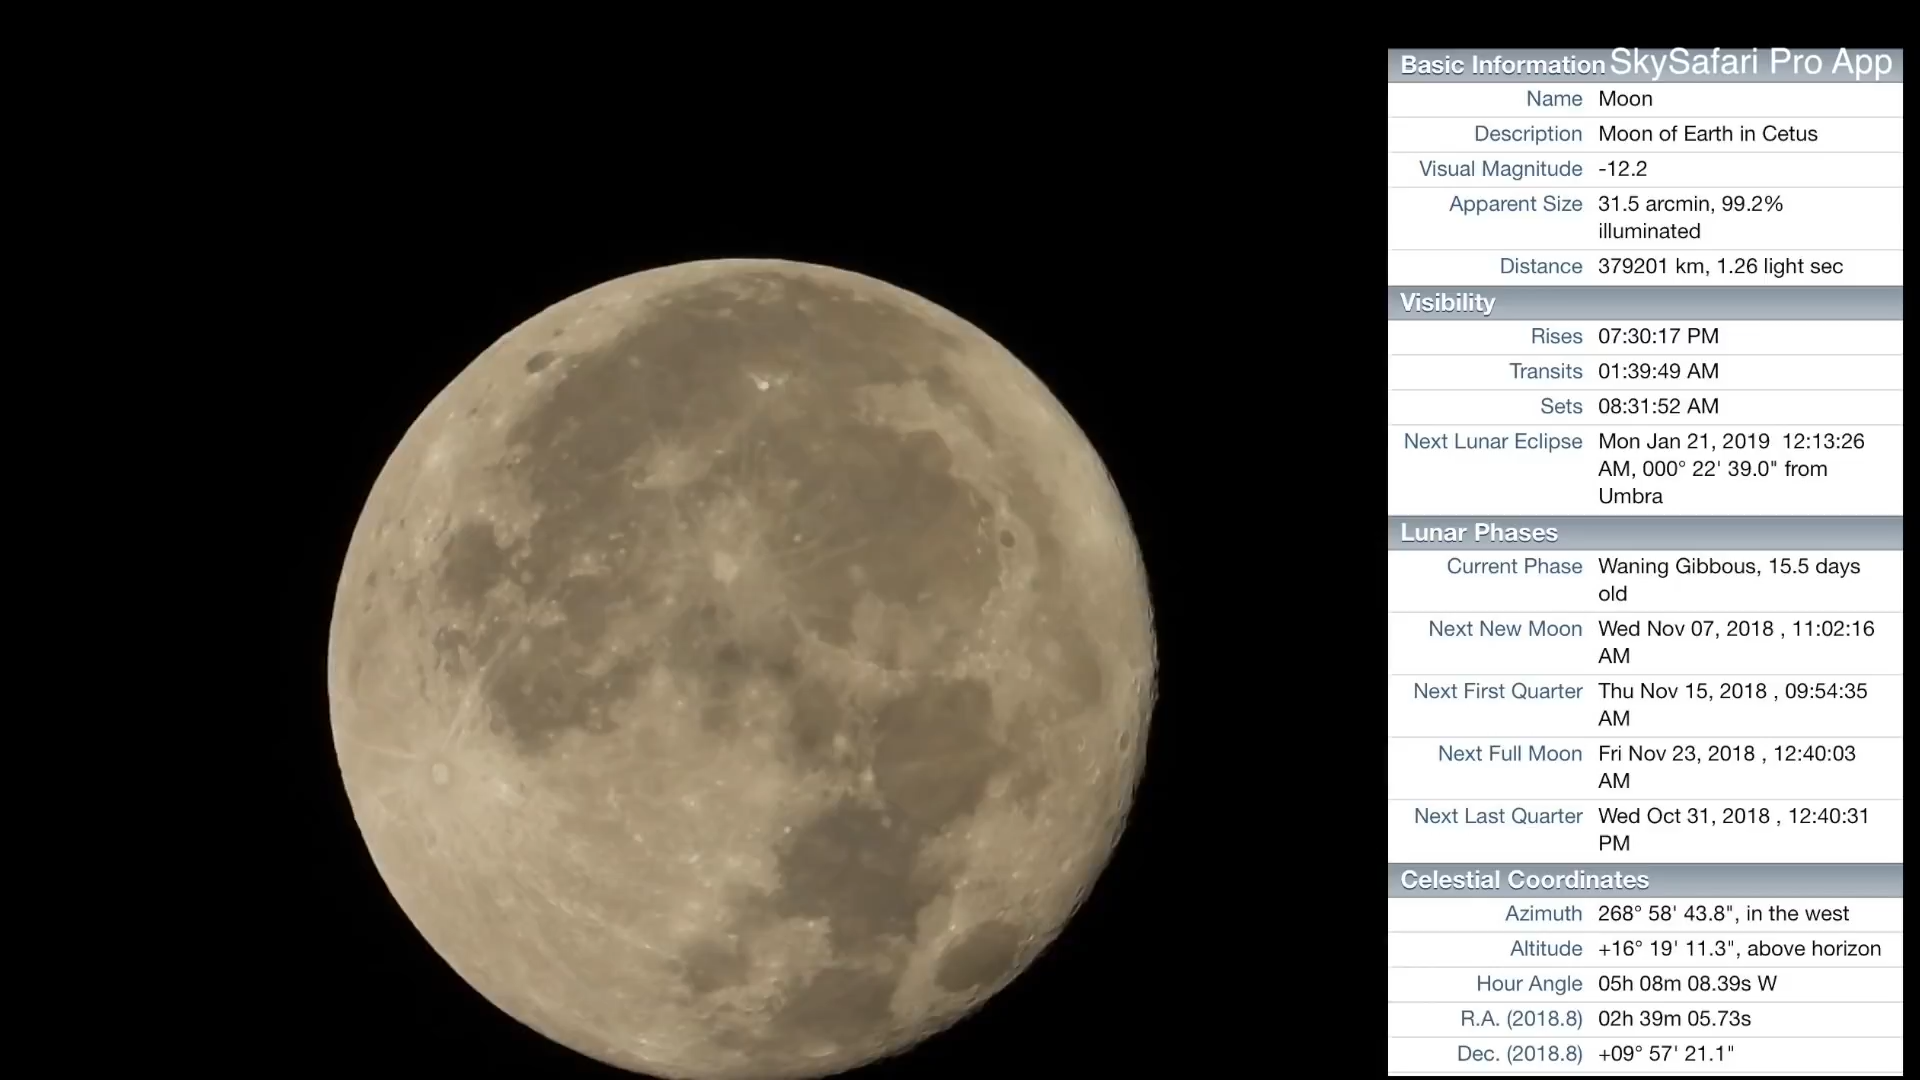 Basic Information SkySafari Pro App
Name Moon
Description Moon of Earth in Cetus
Visual Magnitude -12.2
Apparent Size 31.5 arcmin, 99.2%
illuminated
Distance 379201 km, 1.26 light sec
Visibility
Rises 07:30:17 PM
Transits 01:39:49 AM
Sets 08:31:52 AM
Next Lunar Eclipse Mon Jan 21, 2019 12:13:26
AM, 000° 22' 39.0" from
Umbra
Lunar Phases
Current Phase Waning Gibbous, 15.5 days
old
Next New Moon Wed Nov 07, 2018 , 11:02:16
AM
Next First Quarter Thu Nov 15, 2018 , 09:54:35
AM
Next Full Moon Fri Nov 23, 2018 , 12:40:03
AM
Next Last Quarter Wed Oct 31, 2018 , 12:40:31
PM
Celestial Coordinates
Azimuth 268° 58' 43.8", in the west
Altitude +16° 19' 11.3", above horizon
Hour Angle 05h 08m 08.39s W
R.A. (2018.8) 02h 39m 05.73s
Dec. (2018.8) +09° 57' 21.1"